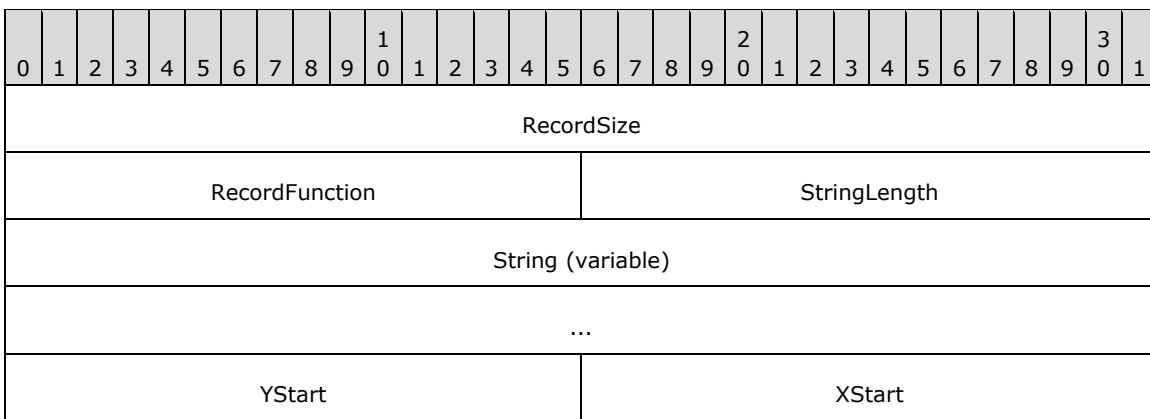 1 2 3
0 1 2 3 4 5 6 7 8 9 0 1 2 3 4 5 6 7 8 9 0 1 2 3 4 5 6 7 8 9 0 1
RecordSize
RecordFunction StringLength
String (variable)
...
YStart XStart